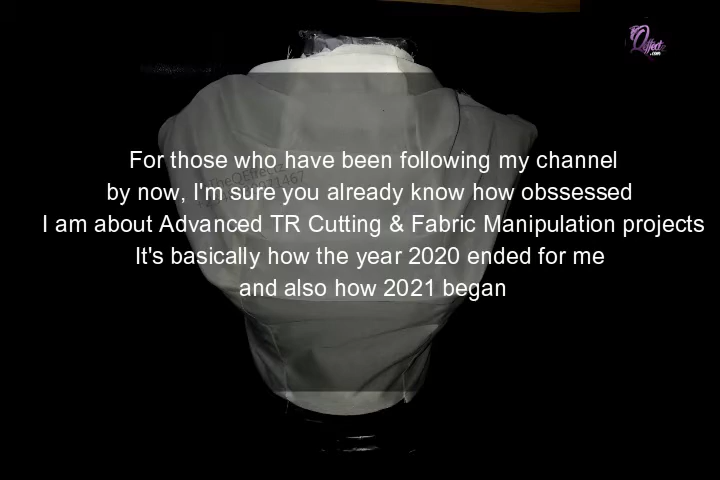 Qeffect
.com
For those who have been following my channel
by now, I'm sure you already know how obssessed
I am about Advanced TR Cutting & Fabric Manipulation projects
It's basically how the year 2020 ended for me
and also how 2021 began